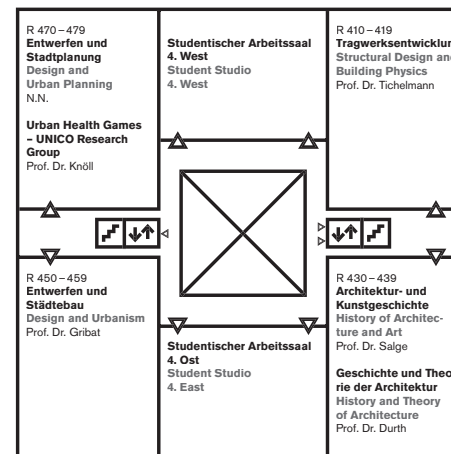 R 470 – 479
Entwerfen und
Stadtplanung
Design and
Urban Planning
N.N.
Urban Health Games
– UNICO Research
Group
Prof. Dr. Knöll
Studentischer Arbeitssaal
4. West
Student Studio
4. West
R 410 – 419
Tragwerksentwicklun
Structural Design and
Building Physics
Prof. Dr. Tichelmann
R 450 – 459
Entwerfen und
Städtebau
Design and Urbanism
Prof. Dr. Gribat
Studentischer Arbeitssaal
4. Ost
Student Studio
4. East
R 430 – 439
Architektur- und
Kunstgeschichte
History of Architec-
ture and Art
Prof. Dr. Salge
Geschichte und Theo
rie der Architektur
History and Theory
of Architecture
Prof. Dr. Durth